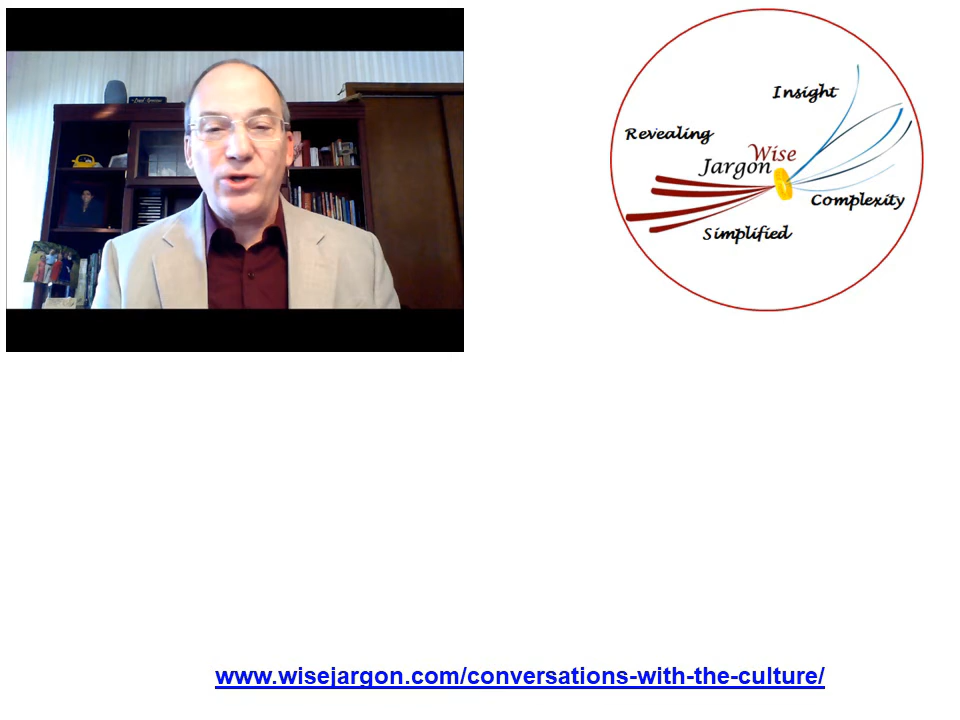 Insight
Revealing
Wise
Jargon
Complexity
Simplified
www.wisejargon.com/conversations-with-the-culture/